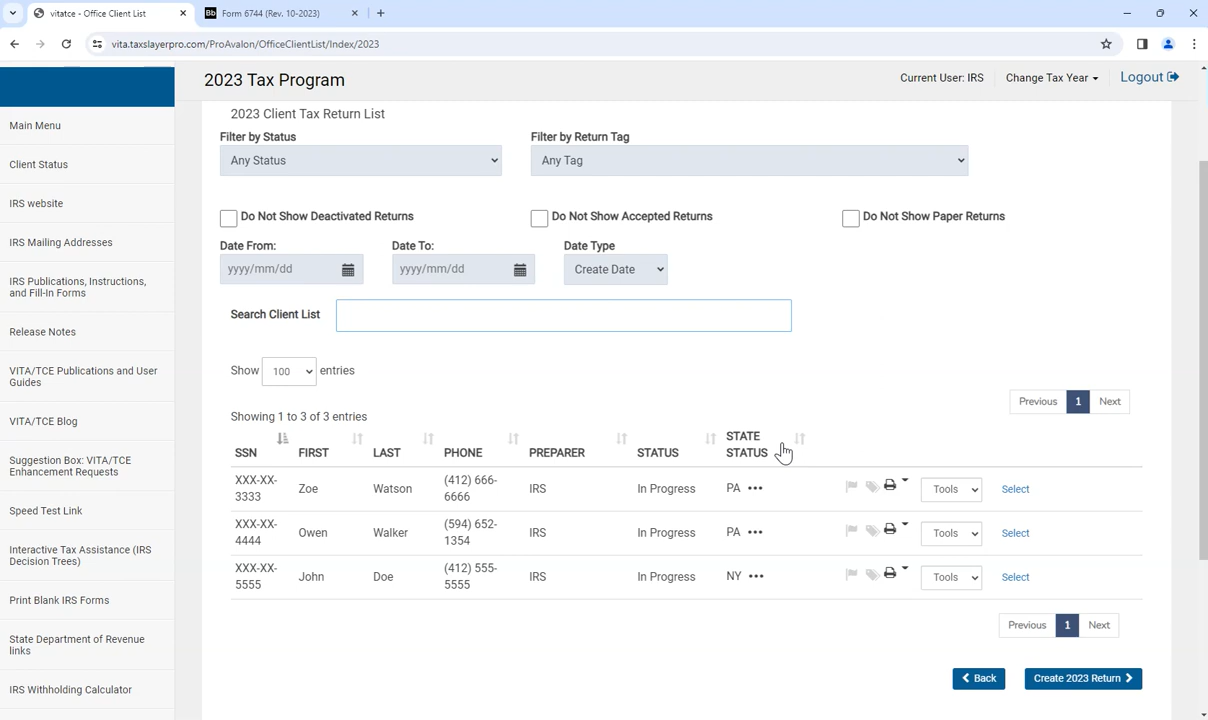 vitatce - Office Client List
Form 6744 (Rev. 10-2023)
vita.taxslayerpro.com/ProAvalon/OfficeClientList/Index/2023
2023 Tax Program
Current User: IRS
Change Tax Year
Logout
Main Menu
Client Status
IRS website
IRS Mailing Addresses
IRS Publications, Instructions,
and Fill-In Forms
Release Notes
VITA/TCE Publications and User
Guides
VITA/TCE Blog
Suggestion Box: VITA/TCE
Enhancement Requests
Speed Test Link
Interactive Tax Assistance (IRS
Decision Trees)
Print Blank IRS Forms
State Department of Revenue
links
IRS Withholding Calculator
2023 Client Tax Return List
Filter by Status
Filter by Return Tag
Any Status
Any Tag
Do Not Show Deactivated Returns
Do Not Show Accepted Returns
Do Not Show Paper Returns
Date From:
Date To:
Date Type
yyyy/mm/dd
yyyy/mm/dd
Create Date
Search Client List
Show 100 entries
Previous 1 Next
Showing 1 to 3 of 3 entries
SSN FIRST LAST PHONE PREPARER STATUS STATE STATUS
XXX-XX-3333 Zoe Watson (412) 666-6666 IRS In Progress PA ••• Tools Select
XXX-XX-4444 Owen Walker (594) 652-1354 IRS In Progress PA ••• Tools Select
XXX-XX-5555 John Doe (412) 555-5555 IRS In Progress NY ••• Tools Select
Previous 1 Next
Back
Create 2023 Return